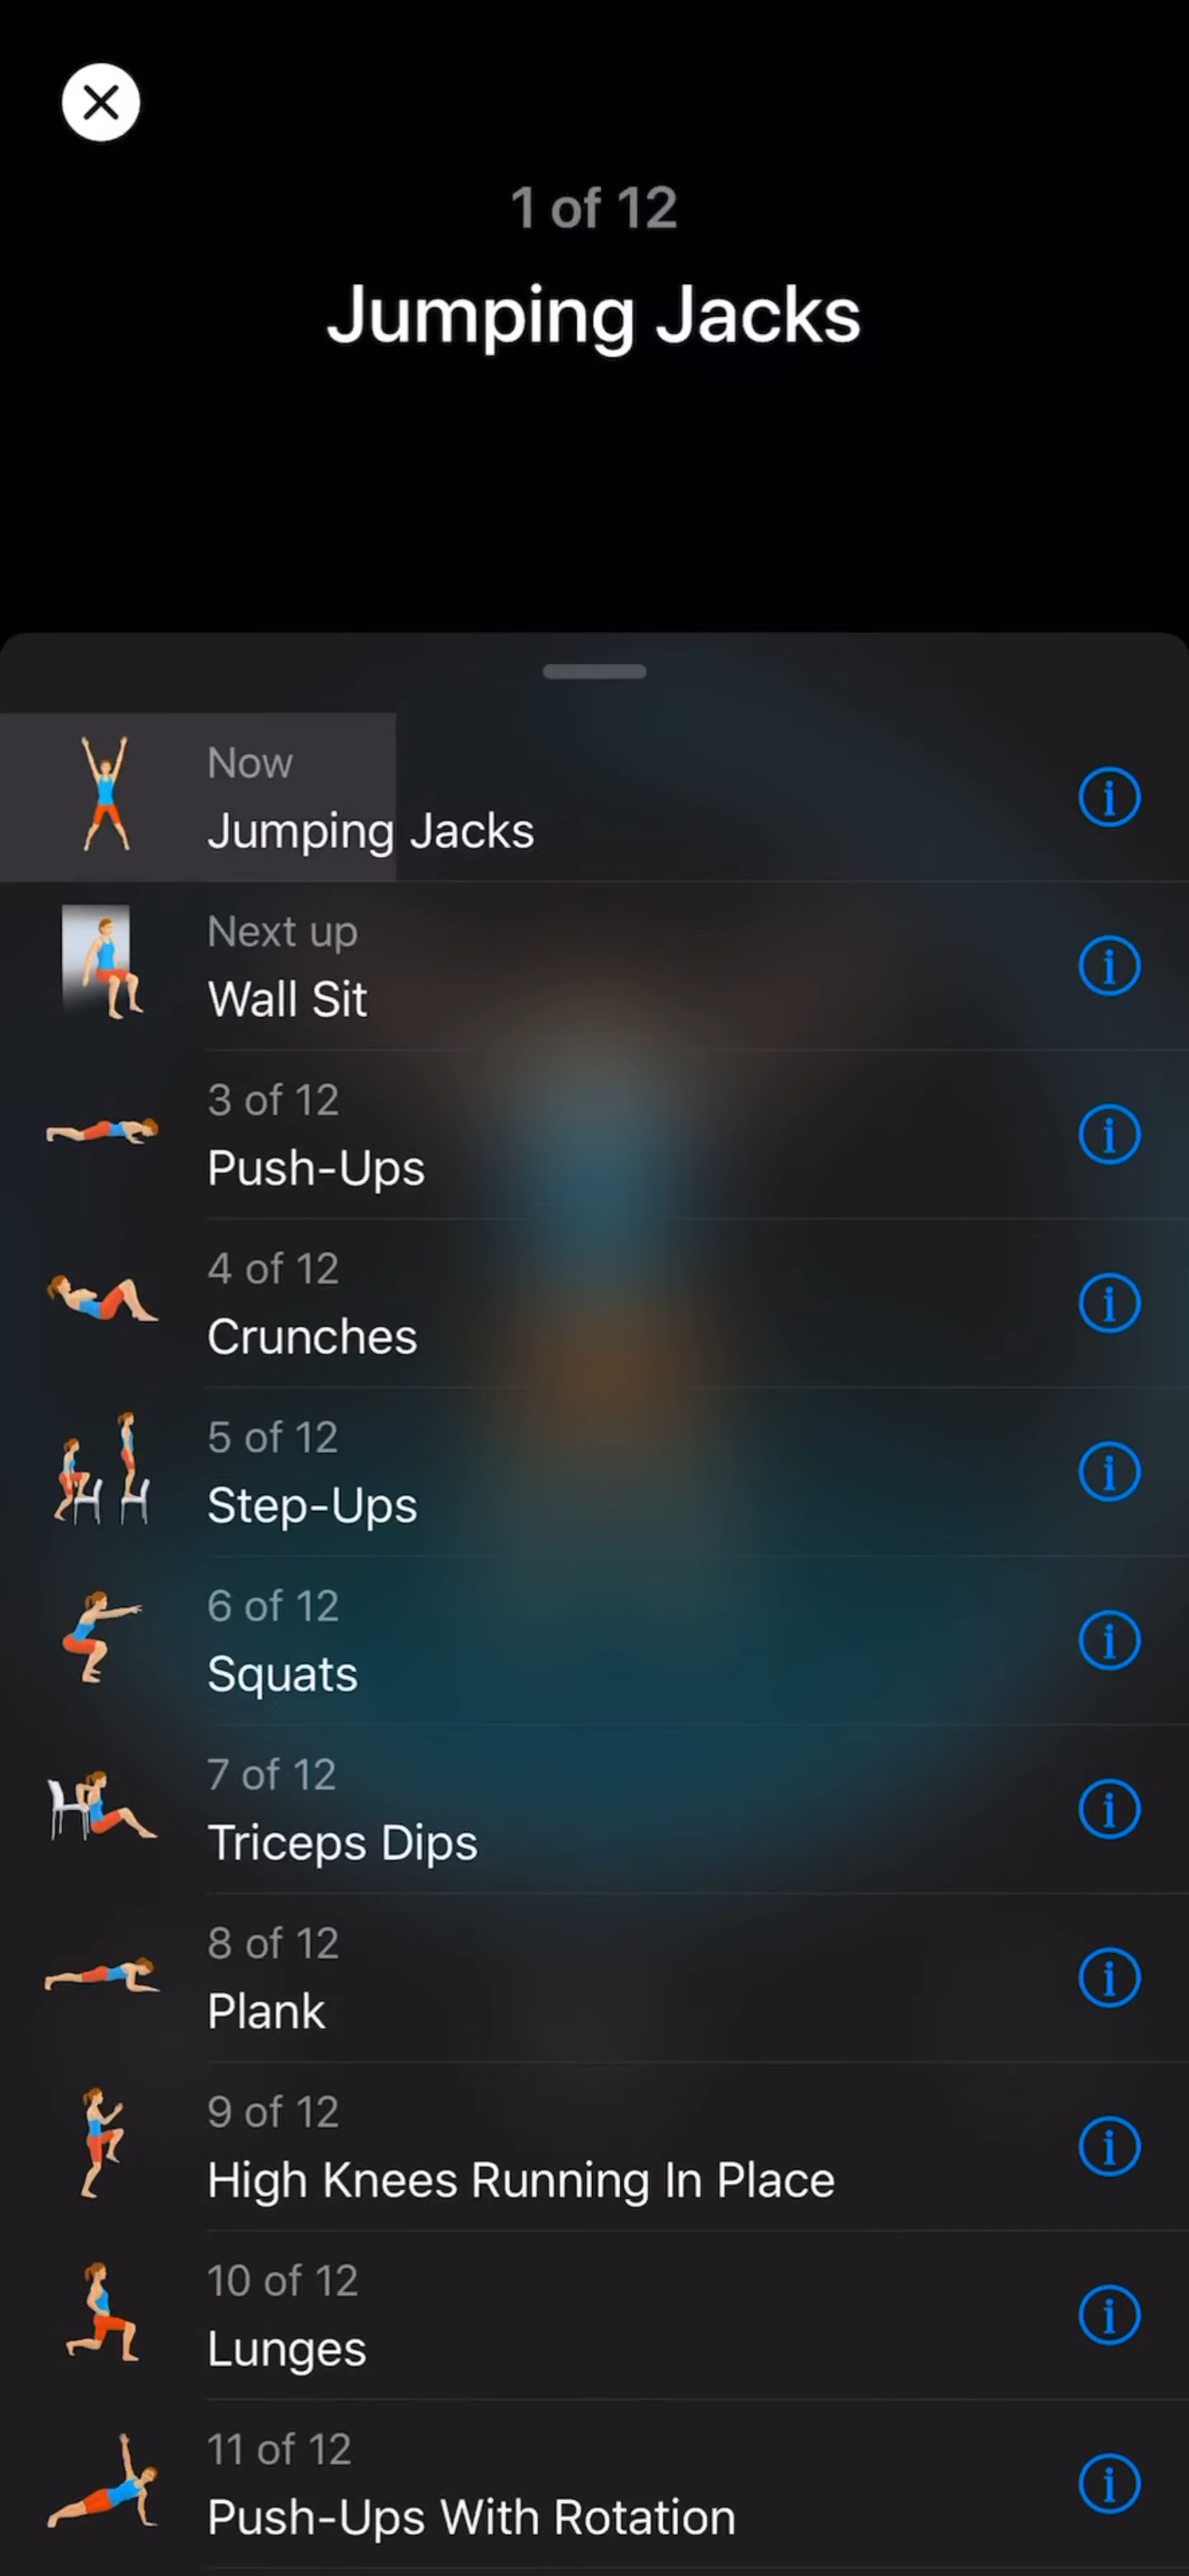 1 of 12
Jumping Jacks
Now
Jumping Jacks
Next up
Wall Sit
3 of 12
Push-Ups
4 of 12
Crunches
5 of 12
Step-Ups
6 of 12
Squats
7 of 12
Triceps Dips
8 of 12
Plank
9 of 12
High Knees Running In Place
10 of 12
Lunges
11 of 12
Push-Ups With Rotation